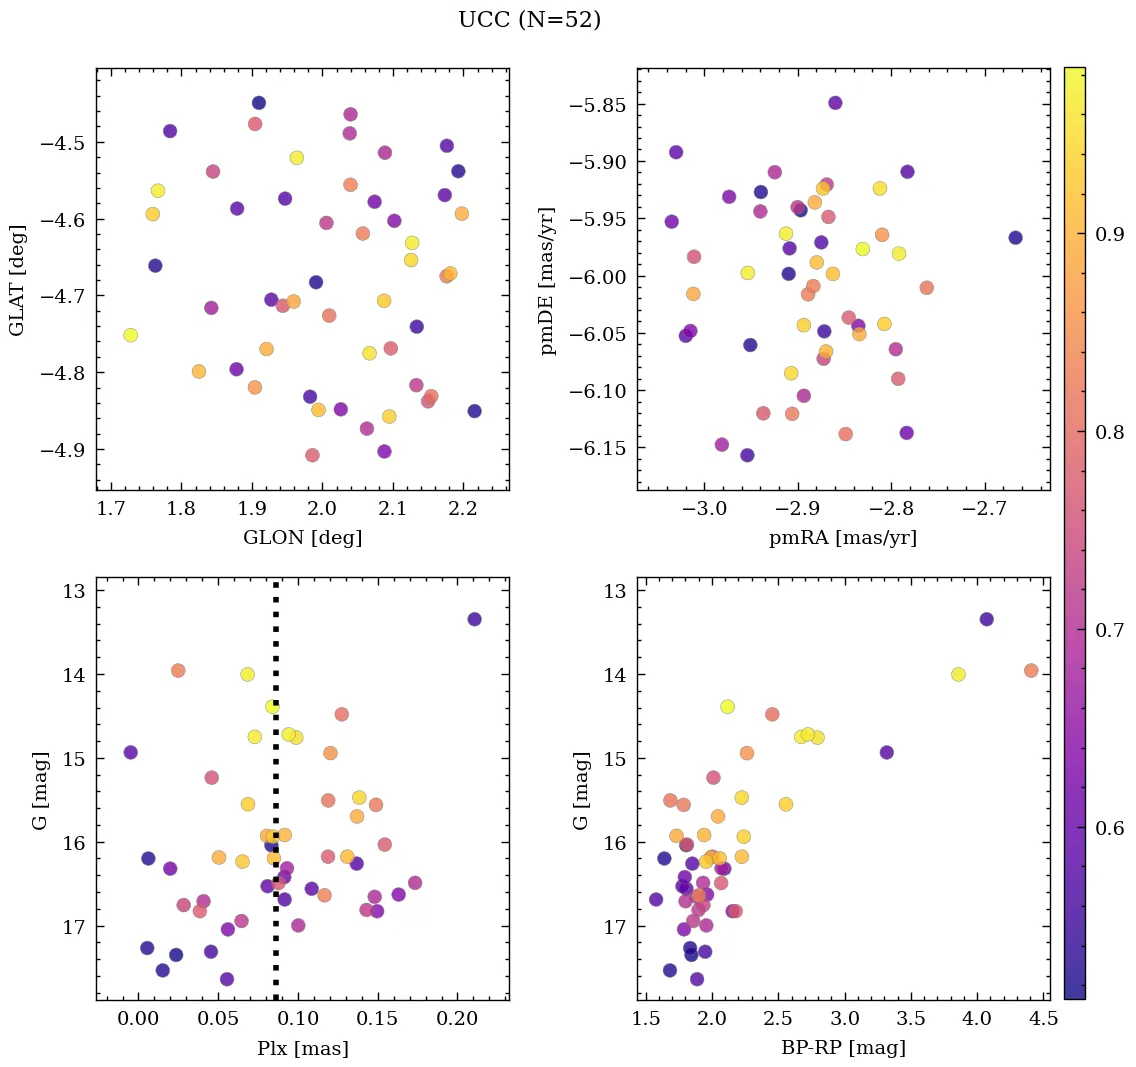 UCC (N=52)
−4.5
−4.6
−4.7
−4.8
−4.9
GLAT [deg]
1.7 1.8 1.9 2.0 2.1 2.2
GLON [deg]
−5.85
−5.90
−5.95
−6.00
−6.05
−6.10
−6.15
pmDE [mas/yr]
−3.0 −2.9 −2.8 −2.7
pmRA [mas/yr]
13
14
15
16
17
G [mag]
0.00 0.05 0.10 0.15 0.20
Plx [mas]
13
14
15
16
17
G [mag]
1.5 2.0 2.5 3.0 3.5 4.0 4.5
BP-RP [mag]
0.9
0.8
0.7
0.6